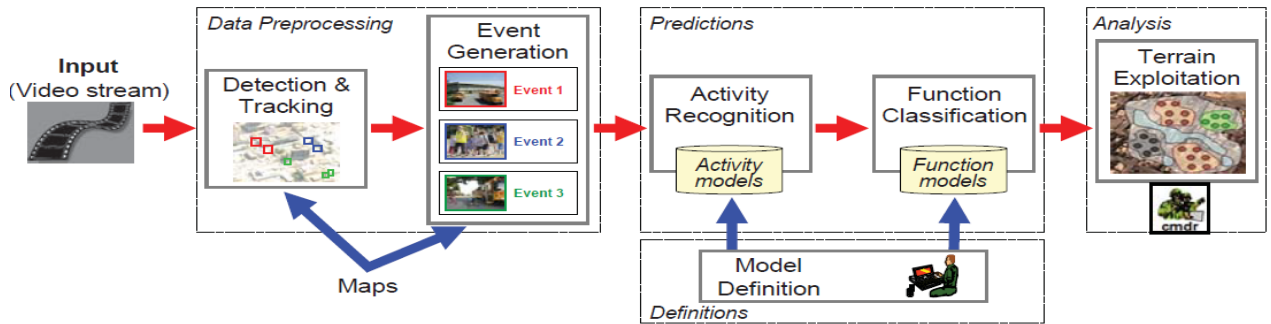 Input
(Video stream)
Data Preprocessing
Detection &
Tracking
Event
Generation
Event 1
Event 2
Event 3
Maps
Predictions
Activity
Recognition
Activity
models
Function
Classification
Function
models
Model
Definition
Definitions
Analysis
Terrain
Exploitation
cmdr